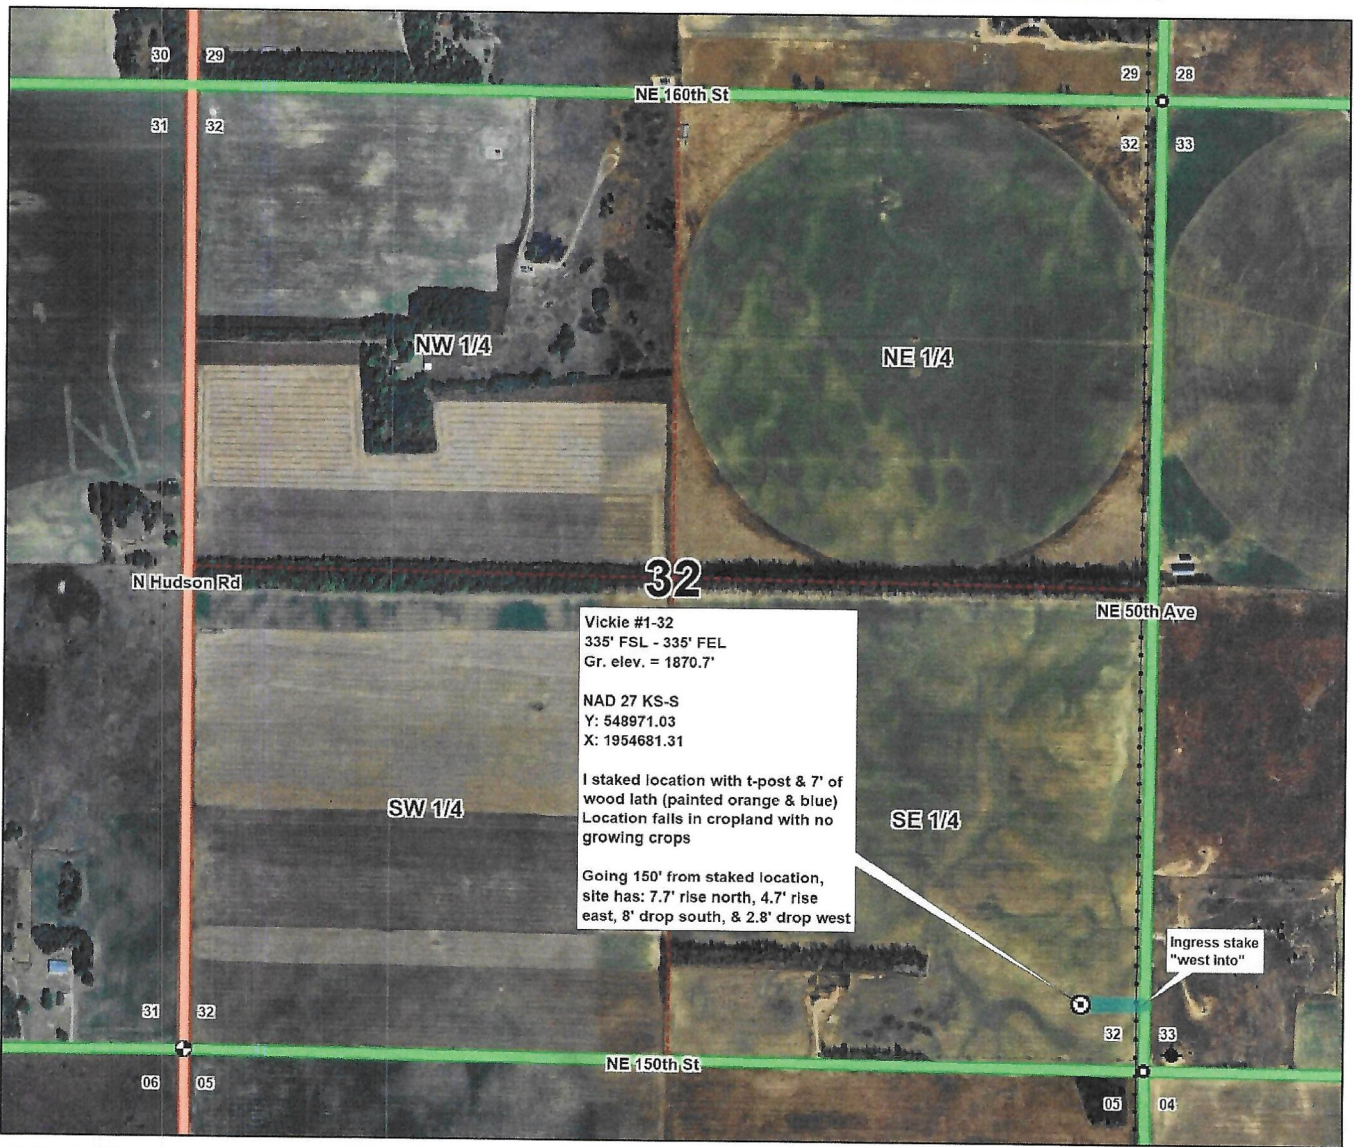 30 29
29 28
NE 160th St
31 32
32 33
NW 1/4
NE 1/4
32
N Hudson Rd
NE 50th Ave
Vickie #1-32
335' FSL - 335' FEL
Gr. elev. = 1870.7'
NAD 27 KS-S
Y: 548971.03
X: 1954681.31
I staked location with t-post & 7' of
wood lath (painted orange & blue)
Location falls in cropland with no
growing crops
Going 150' from staked location,
site has: 7.7' rise north, 4.7' rise
east, 8' drop south, & 2.8' drop west
SW 1/4
SE 1/4
Ingress stake
"west into"
31 32
32 33
NE 150th St
06 05
05 04